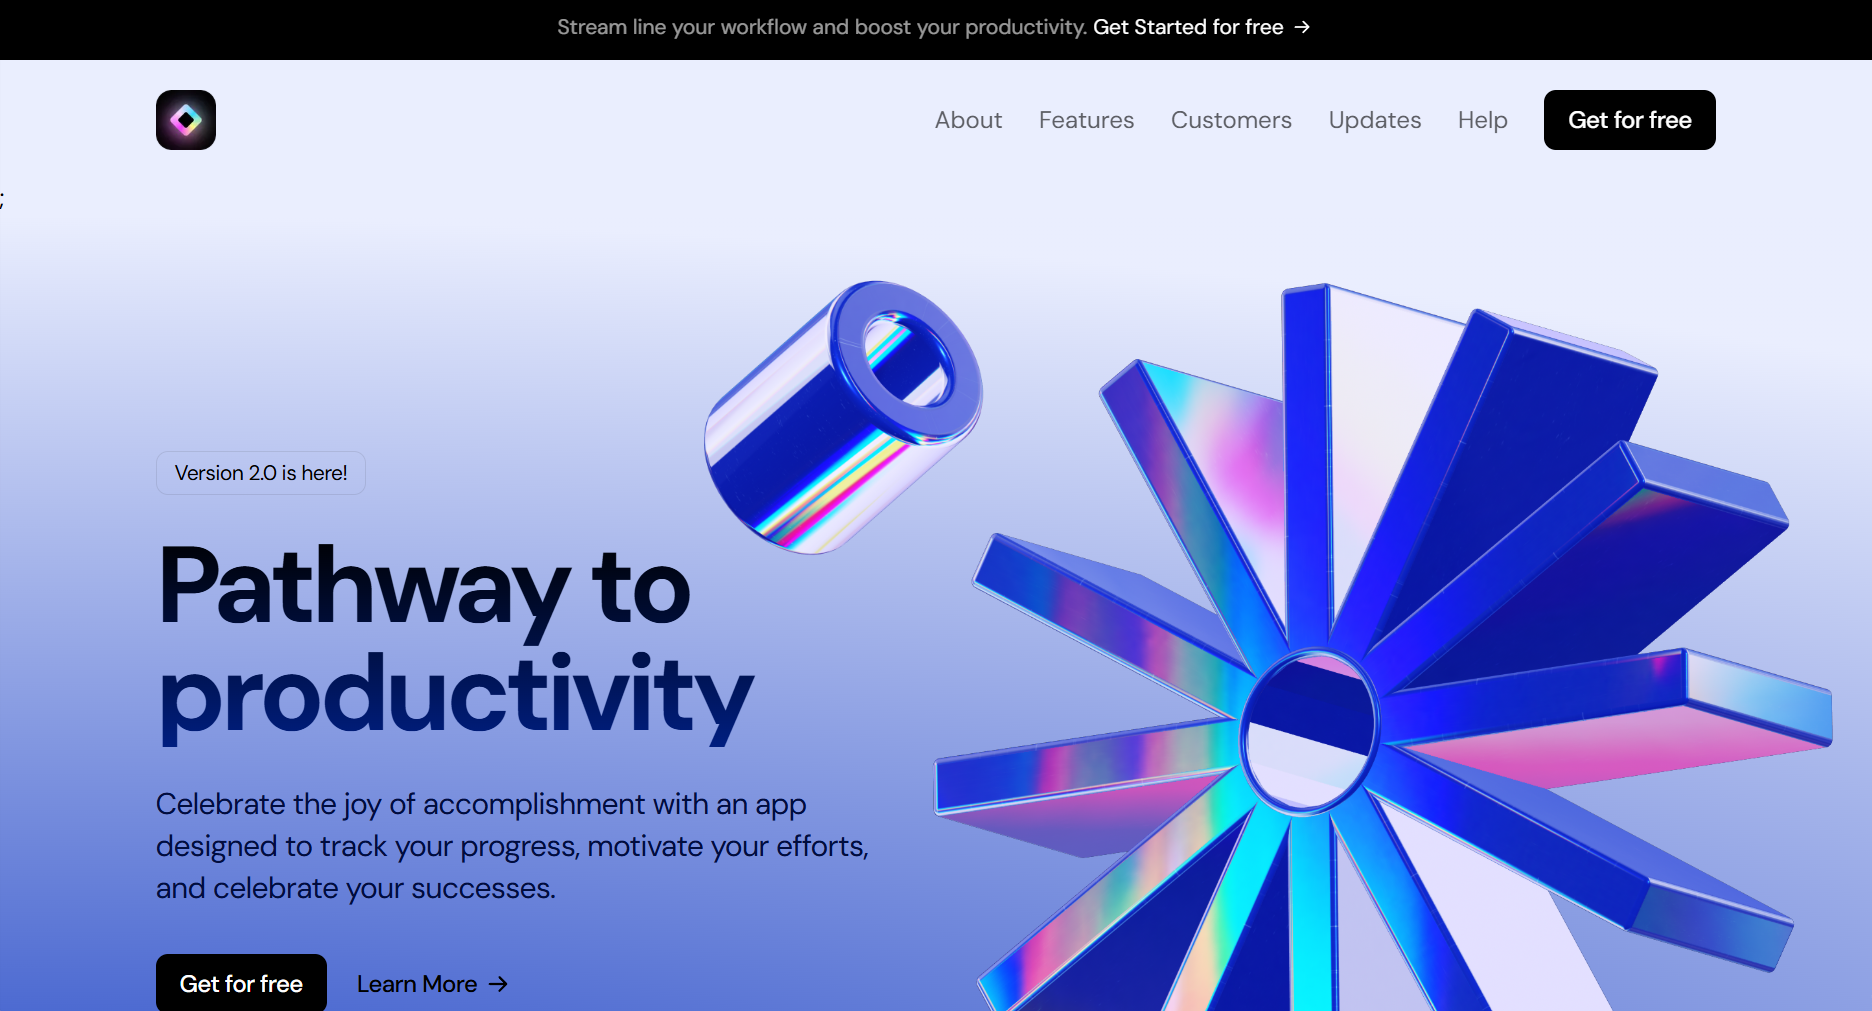 Stream line your workflow and boost your productivity. Get Started for free →
About Features Customers Updates Help Get for free
;
Version 2.0 is here!
Pathway to
productivity
Celebrate the joy of accomplishment with an app
designed to track your progress, motivate your efforts,
and celebrate your successes.
Get for free Learn More →